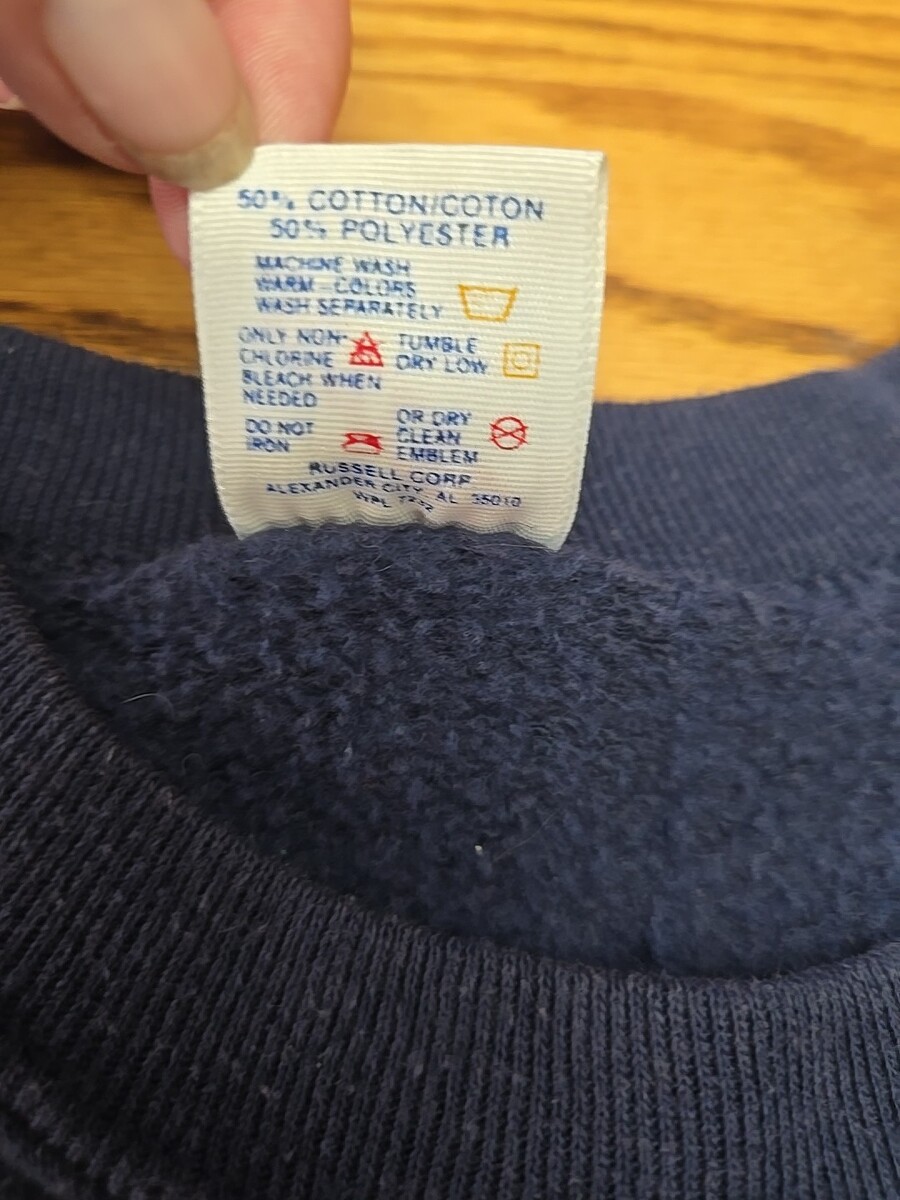 50% COTTON/COTON
50% POLYESTER
MACHINE WASH
WARM-COLORS
WASH SEPARATELY
ONLY NON-
CHLORINE
BLEACH WHEN
NEEDED
TUMBLE
DRY LOW
DO NOT
IRON
OR DRY
CLEAN
EMBLEM
RUSSELL CORP
ALEXANDER CITY, AL 35010
WPL